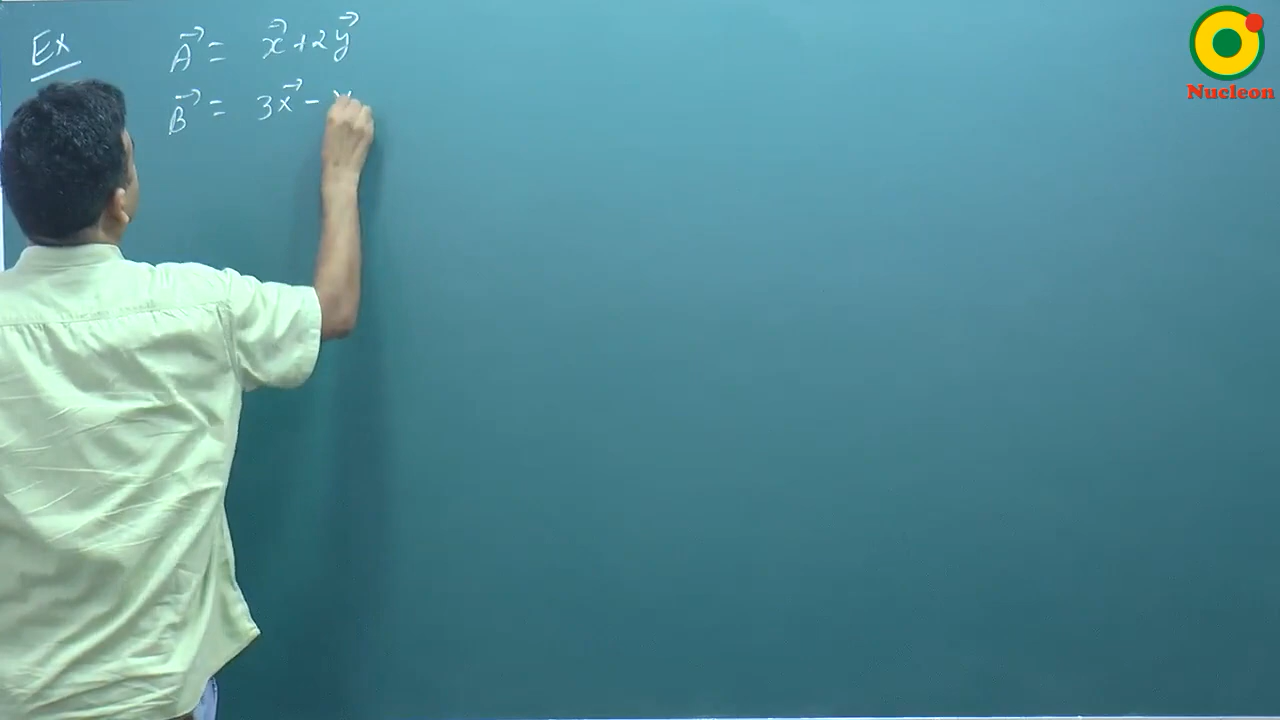 Ex
A⃗ = x⃗ + 2y⃗
B⃗ = 3x⃗ -
Nucleon